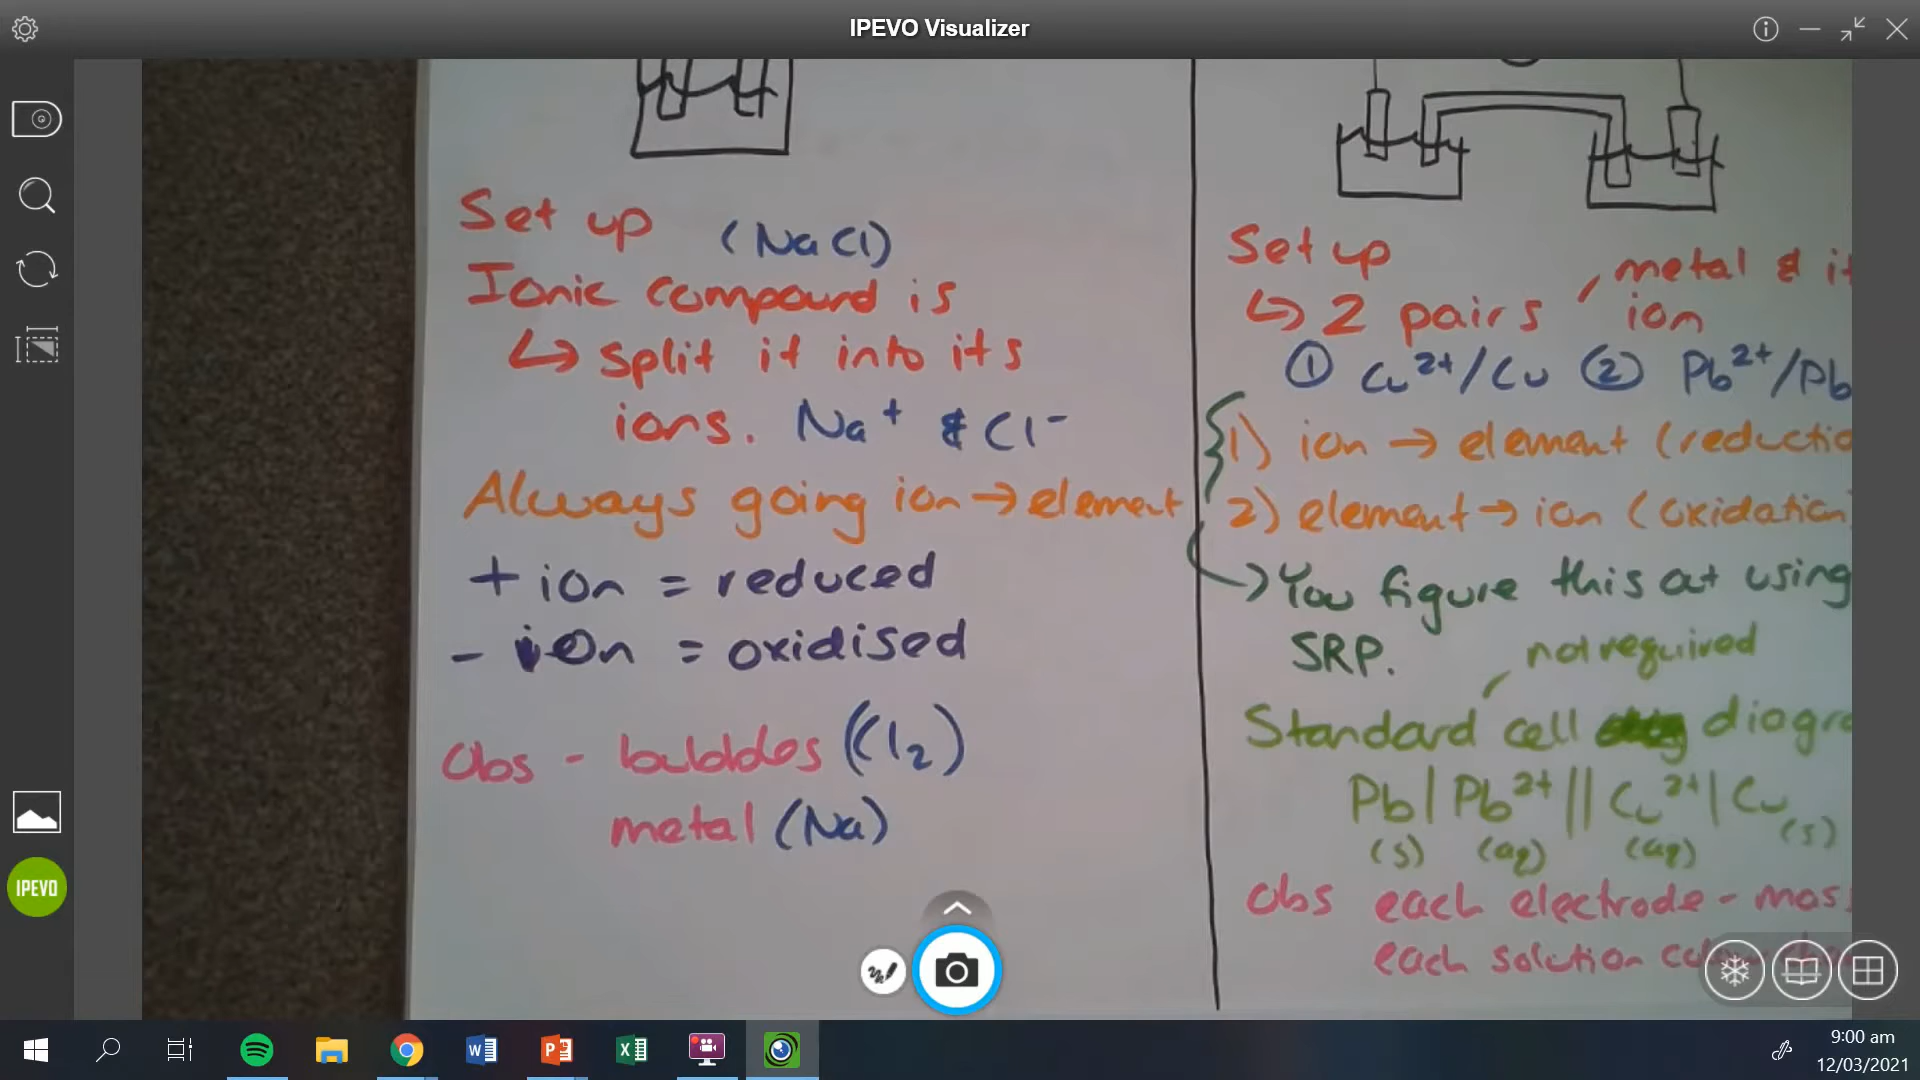 IPEVO Visualizer
Set up (NaCl)
Ionic compound is
↳ split it into its
ions. Na⁺ & Cl⁻
Always going ion → element
+ ion = reduced
- ion = oxidised
Obs - bubbles (Cl₂)
metal (Na)
Set up
metal & it
↳ 2 pairs ion
① Cu²⁺/Cu ② Pb²⁺/Pb
1) ion → element (reductio
2) element → ion (oxidation
→ You figure this out using
SRP.
not required
Standard cell diagra
Pb | Pb²⁺ || Cu²⁺ | Cu
(s) (aq) (aq) (s)
Obs each electrode - mas
each solution
IPEVO
9:00 am
12/03/2021